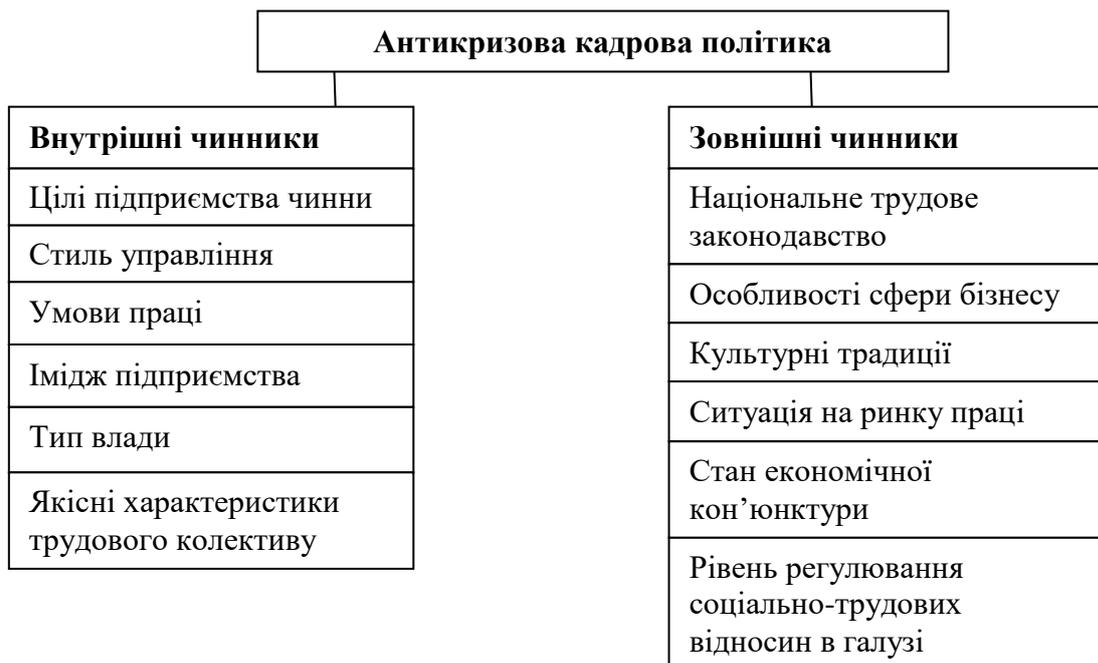 Антикризова кадрова політика
Внутрішні чинники
Цілі підприємства чинни
Стиль управління
Умови праці
Імідж підприємства
Тип влади
Якісні характеристики
трудового колективу
Зовнішні чинники
Національне трудове
законодавство
Особливості сфери бізнесу
Культурні традиції
Ситуація на ринку праці
Стан економічної
кон’юнктури
Рівень регулювання
соціально-трудових
відносин в галузі